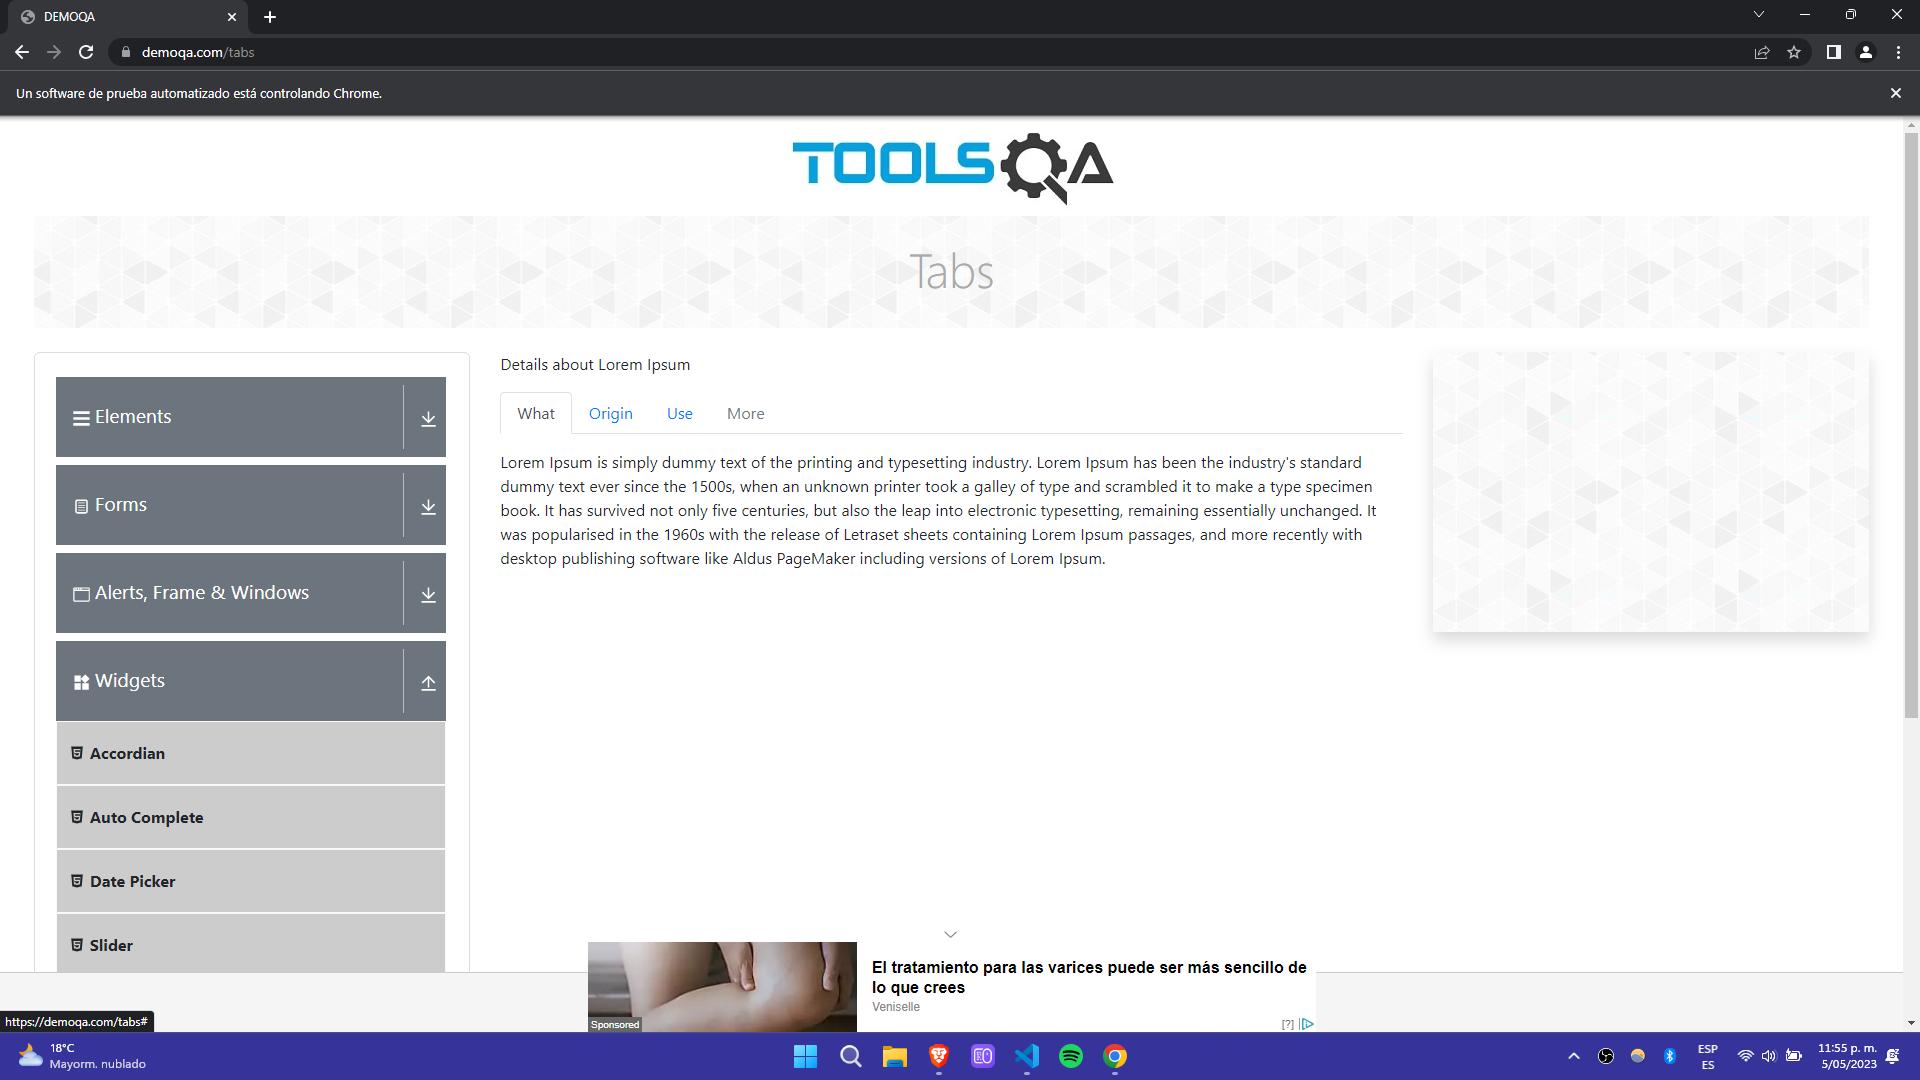 DEMOQA
demoqa.com/tabs
Un software de prueba automatizado está controlando Chrome.
TOOLSQA
Tabs
Elements
Forms
Alerts, Frame & Windows
Widgets
Accordian
Auto Complete
Date Picker
Slider
Details about Lorem Ipsum
What Origin Use More
Lorem Ipsum is simply dummy text of the printing and typesetting industry. Lorem Ipsum has been the industry's standard
dummy text ever since the 1500s, when an unknown printer took a galley of type and scrambled it to make a type specimen
book. It has survived not only five centuries, but also the leap into electronic typesetting, remaining essentially unchanged. It
was popularised in the 1960s with the release of Letraset sheets containing Lorem Ipsum passages, and more recently with
desktop publishing software like Aldus PageMaker including versions of Lorem Ipsum.
El tratamiento para las varices puede ser más sencillo de
lo que crees
Veniselle
Sponsored
[?]
https://demoqa.com/tabs#
18°C
Mayorm. nublado
ESP
ES
11:55 p. m.
5/05/2023